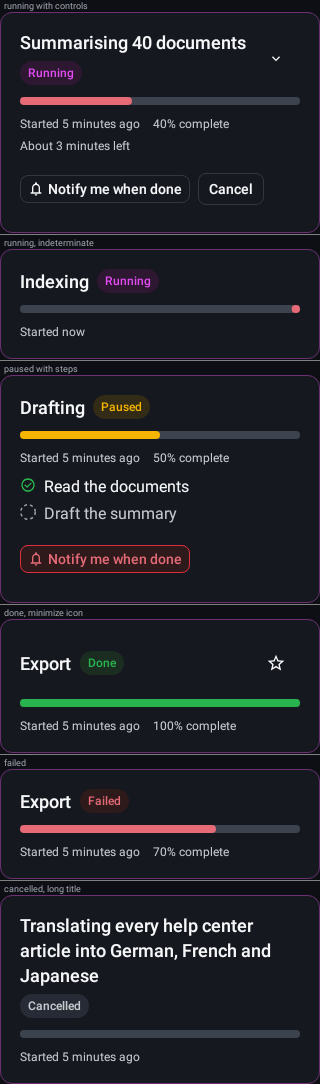 running with controls
Summarising 40 documents
Running
Started 5 minutes ago 40% complete
About 3 minutes left
Notify me when done Cancel
running, indeterminate
Indexing Running
Started now
paused with steps
Drafting Paused
Started 5 minutes ago 50% complete
Read the documents
Draft the summary
Notify me when done
done, minimize icon
Export Done
Started 5 minutes ago 100% complete
failed
Export Failed
Started 5 minutes ago 70% complete
cancelled, long title
Translating every help center
article into German, French and
Japanese
Cancelled
Started 5 minutes ago